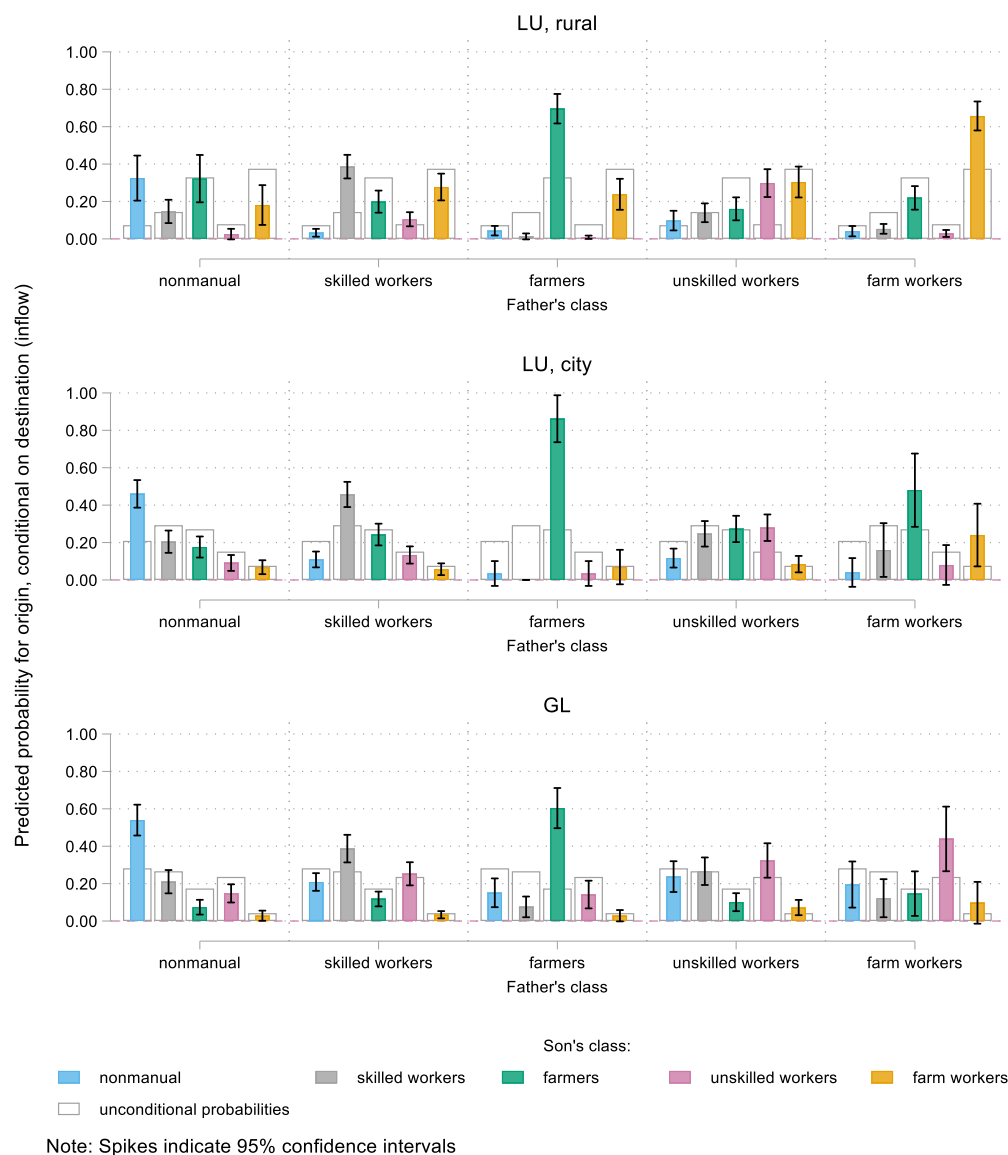 LU, rural
1.00
0.80
0.60
0.40
0.20
0.00
nonmanual skilled workers farmers unskilled workers farm workers
Father's class
LU, city
1.00
0.80
0.60
0.40
0.20
0.00
nonmanual skilled workers farmers unskilled workers farm workers
Father's class
GL
1.00
0.80
0.60
0.40
0.20
0.00
nonmanual skilled workers farmers unskilled workers farm workers
Father's class
Predicted probability for origin, conditional on destination (inflow)
Son's class:
nonmanual skilled workers farmers unskilled workers farm workers
unconditional probabilities
Note: Spikes indicate 95% confidence intervals